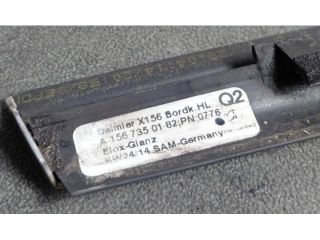 Daimler X156 Bordk.HL Q2
A 156 735 01 82,PN 0776
Elox-Glanz
KW24/14 SAM-Germany